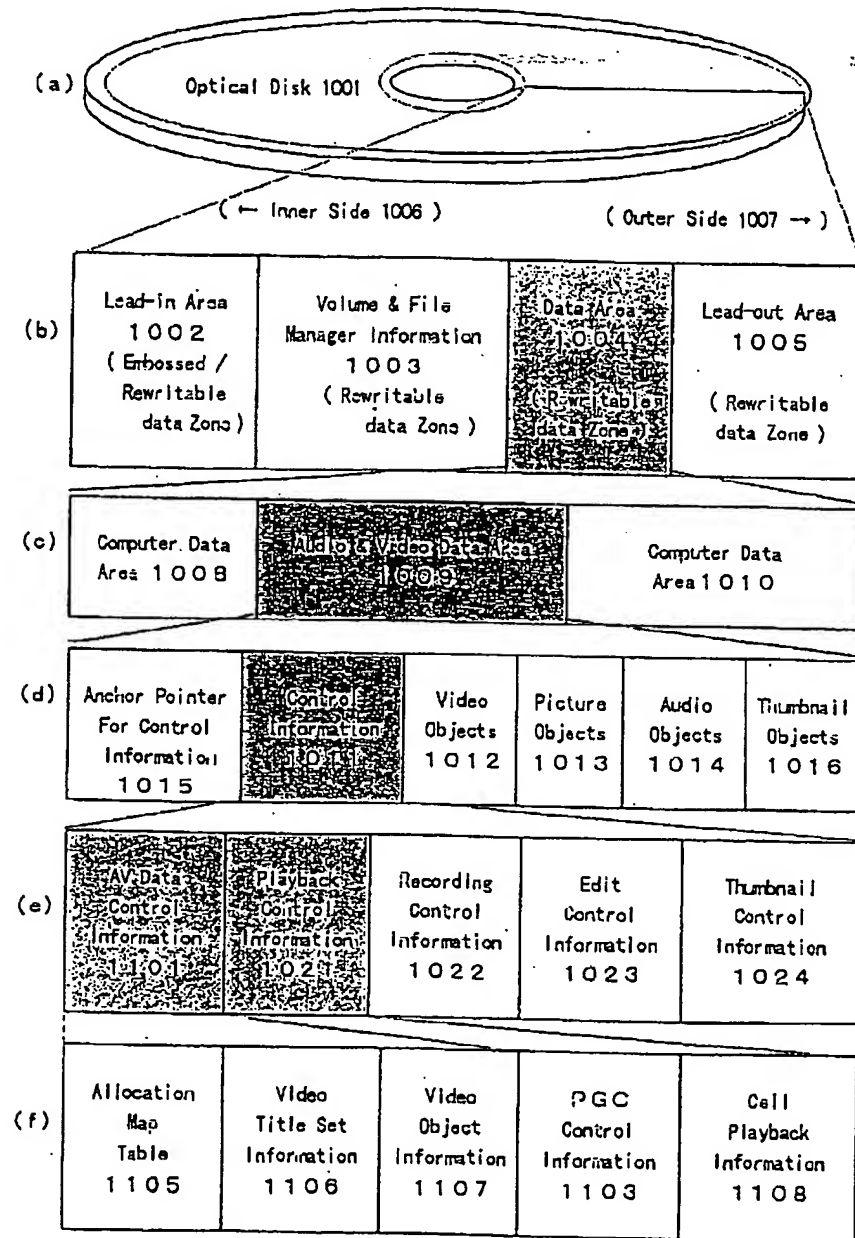 (a)
Optical Disk 1001
( ← Inner Side 1006 )
( Outer Side 1007 → )
(b)
Lead-in Area
1002
( Embossed /
Rewritable
data Zone )
Volume & File
Manager Information
1003
( Rewritable
data Zone )
Data Area
1004
( Rewritable
data Zone )
Lead-out Area
1005
( Rewritable
data Zone )
(c)
Computer Data
Area 1008
Audio & Video Data Area
1009
Computer Data
Area 1010
(d)
Anchor Pointer
For Control
Information
1015
Control
Information
1011
Video
Objects
1012
Picture
Objects
1013
Audio
Objects
1014
Thumbnail
Objects
1016
(e)
AV Data
Control
Information
1101
Playback
Control
Information
1021
Recording
Control
Information
1022
Edit
Control
Information
1023
Thumbnail
Control
Information
1024
(f)
Allocation
Map
Table
1105
Video
Title Set
Information
1106
Video
Object
Information
1107
PGC
Control
Information
1103
Cell
Playback
Information
1108